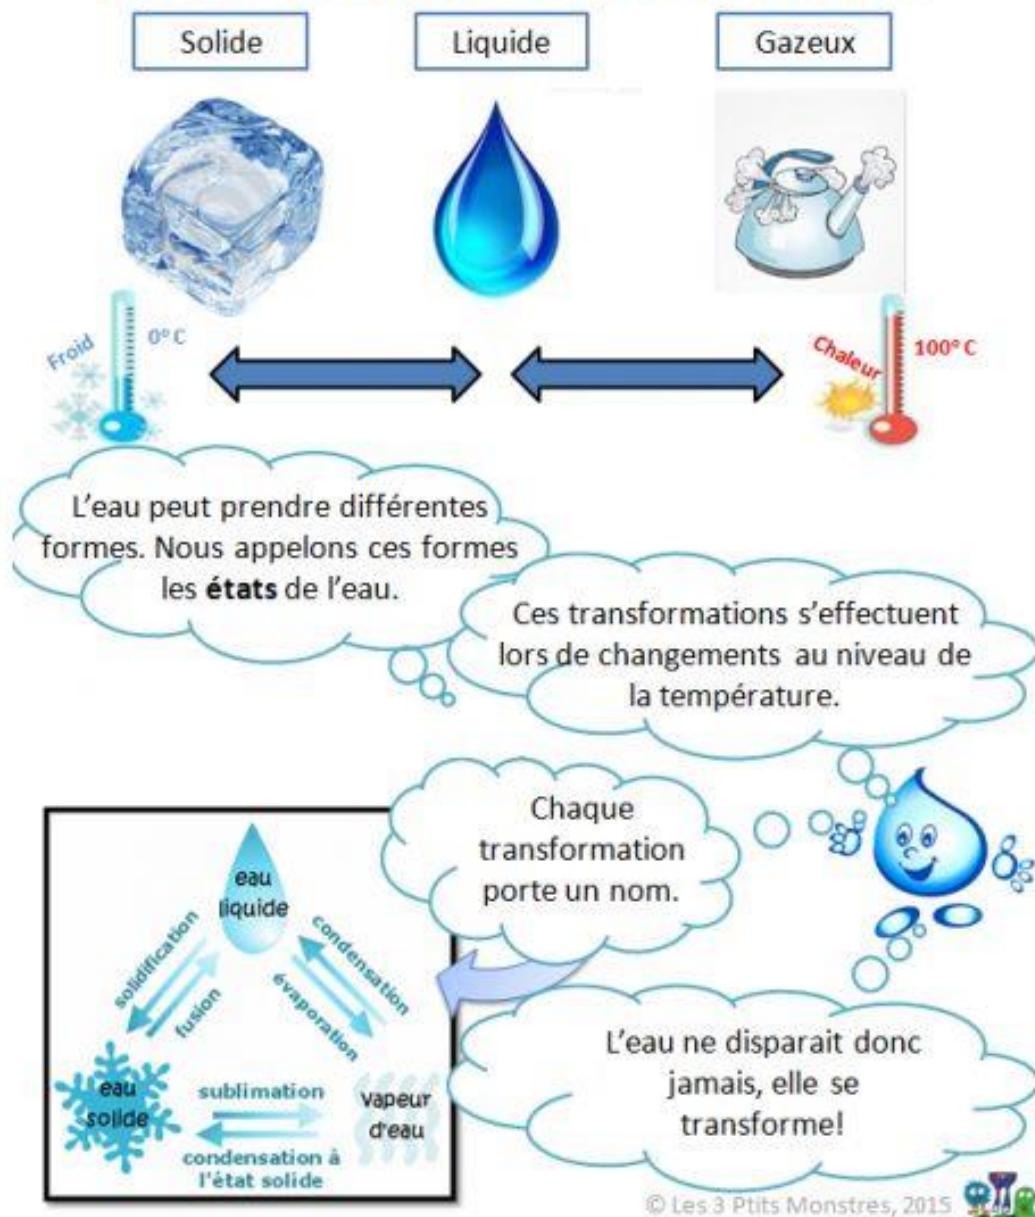 Solide
Liquide
Gazeux
Froid
0° C
Chaleur
100° C
L'eau peut prendre différentes
formes. Nous appelons ces formes
les états de l'eau.
Ces transformations s'effectuent
lors de changements au niveau de
la température.
Chaque
transformation
porte un nom.
eau
liquide
solidification
fusion
condensation
évaporation
eau
solide
sublimation
condensation à
l'état solide
vapeur
d'eau
L'eau ne disparait donc
jamais, elle se
transforme!
© Les 3 Ptits Monstres, 2015